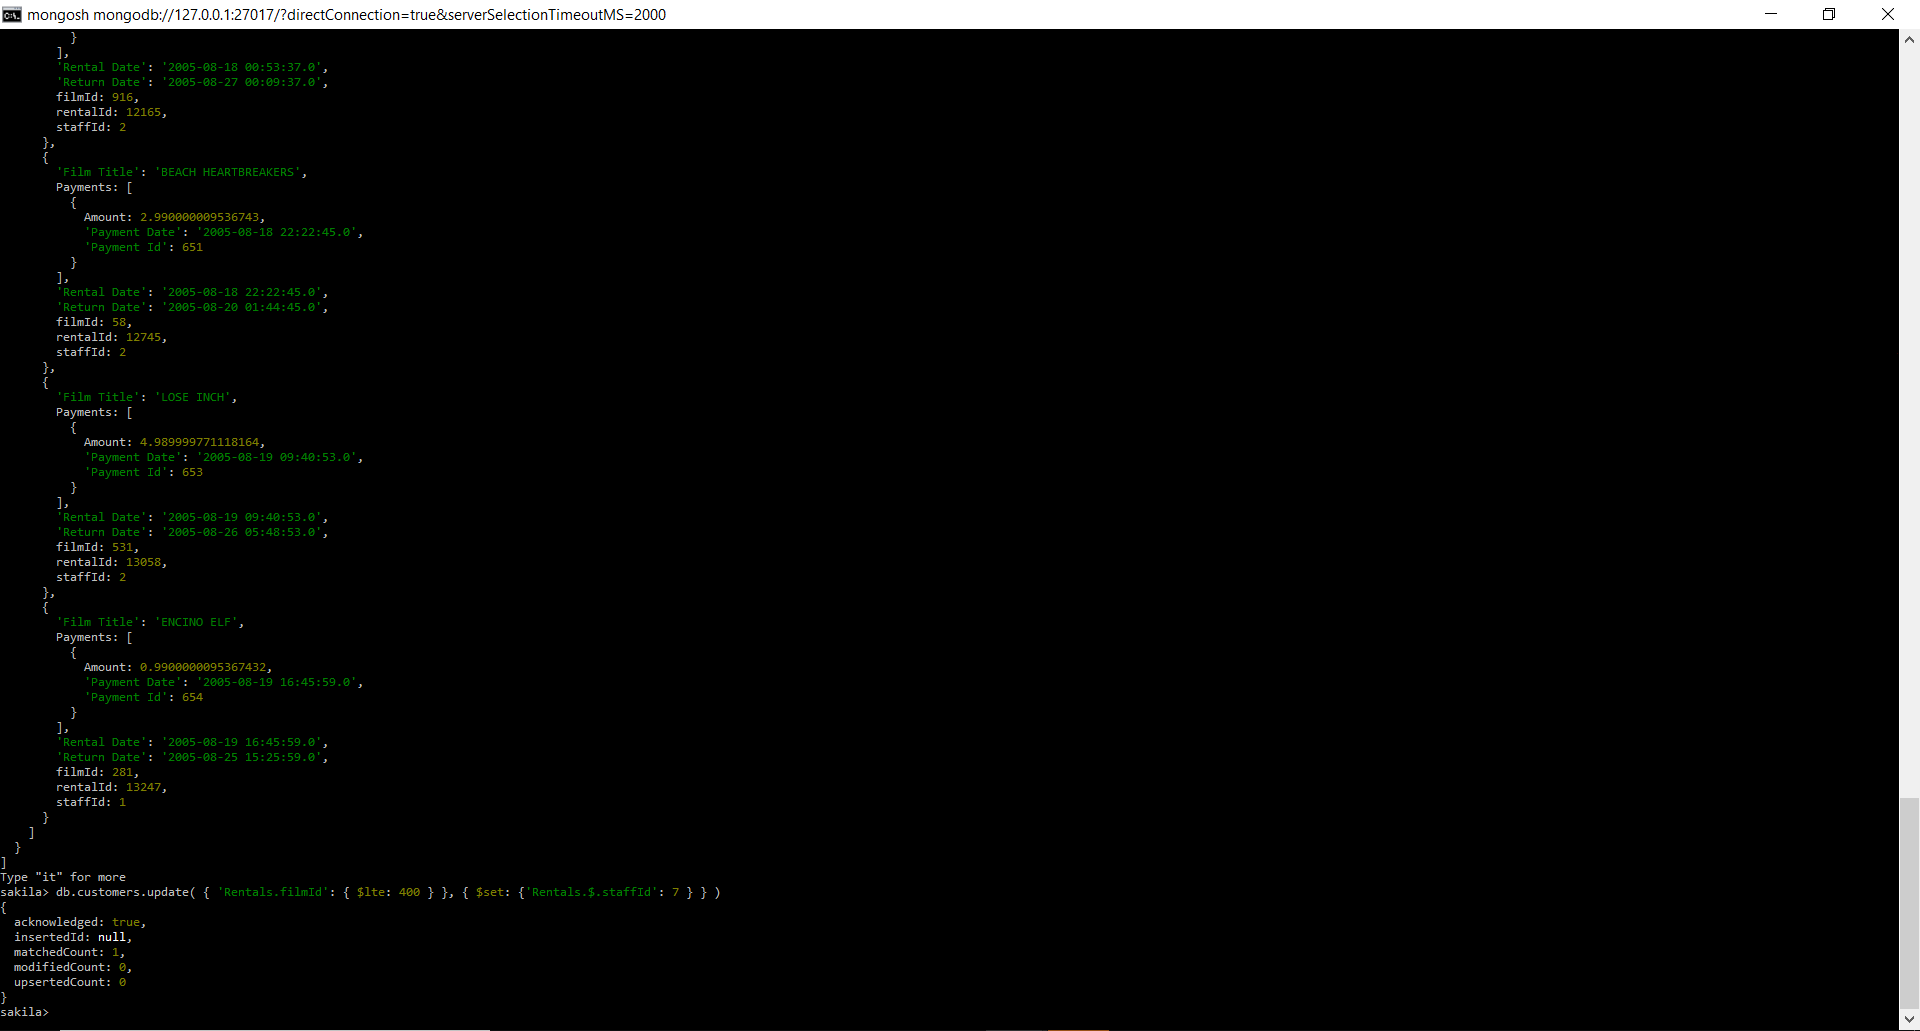 mongosh mongodb://127.0.0.1:27017/?directConnection=true&serverSelectionTimeoutMS=2000
}
],
'Rental Date': '2005-08-18 00:53:37.0',
'Return Date': '2005-08-27 00:09:37.0',
filmId: 916,
rentalId: 12165,
staffId: 2
},
{
'Film Title': 'BEACH HEARTBREAKERS',
Payments: [
{
Amount: 2.990000009536743,
'Payment Date': '2005-08-18 22:22:45.0',
'Payment Id': 651
}
],
'Rental Date': '2005-08-18 22:22:45.0',
'Return Date': '2005-08-20 01:44:45.0',
filmId: 58,
rentalId: 12745,
staffId: 2
},
{
'Film Title': 'LOSE INCH',
Payments: [
{
Amount: 4.989999771118164,
'Payment Date': '2005-08-19 09:40:53.0',
'Payment Id': 653
}
],
'Rental Date': '2005-08-19 09:40:53.0',
'Return Date': '2005-08-26 05:48:53.0',
filmId: 531,
rentalId: 13058,
staffId: 2
},
{
'Film Title': 'ENCINO ELF',
Payments: [
{
Amount: 0.9900000095367432,
'Payment Date': '2005-08-19 16:45:59.0',
'Payment Id': 654
}
],
'Rental Date': '2005-08-19 16:45:59.0',
'Return Date': '2005-08-25 15:25:59.0',
filmId: 281,
rentalId: 13247,
staffId: 1
}
]
}
]
Type "it" for more
sakila> db.customers.update( { 'Rentals.filmId': { $lte: 400 } }, { $set: {'Rentals.$.staffId': 7 } } )
{
acknowledged: true,
insertedId: null,
matchedCount: 1,
modifiedCount: 0,
upsertedCount: 0
}
sakila>